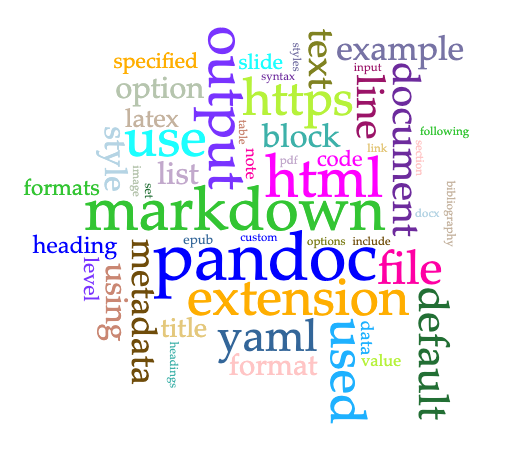 specified
output
slide
styles
text
example
syntax
input
option
https
line
document
latex
use
table
block
following
style
note
code
link
section
list
pdf
html
image
set
formats
bibliography
markdown
docx
heading
metadata
epub
custom
options
include
pandoc
file
level
using
extension
default
title
yaml
used
data
headings
format
value